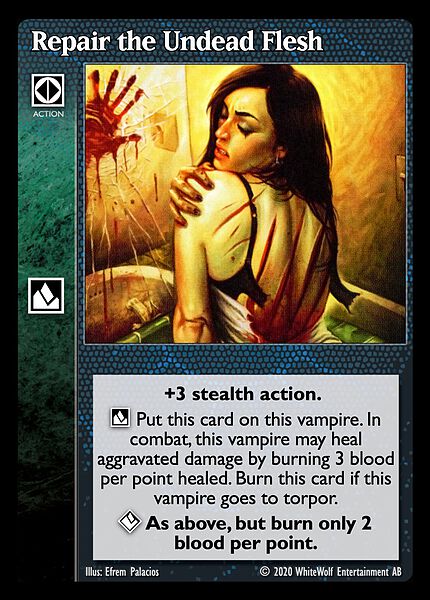 Repair the Undead Flesh
ACTION
+3 stealth action.
Put this card on this vampire. In
combat, this vampire may heal
aggravated damage by burning 3 blood
per point healed. Burn this card if this
vampire goes to torpor.
As above, but burn only 2
blood per point.
Illus: Efrem Palacios
© 2020 WhiteWolf Entertainment AB